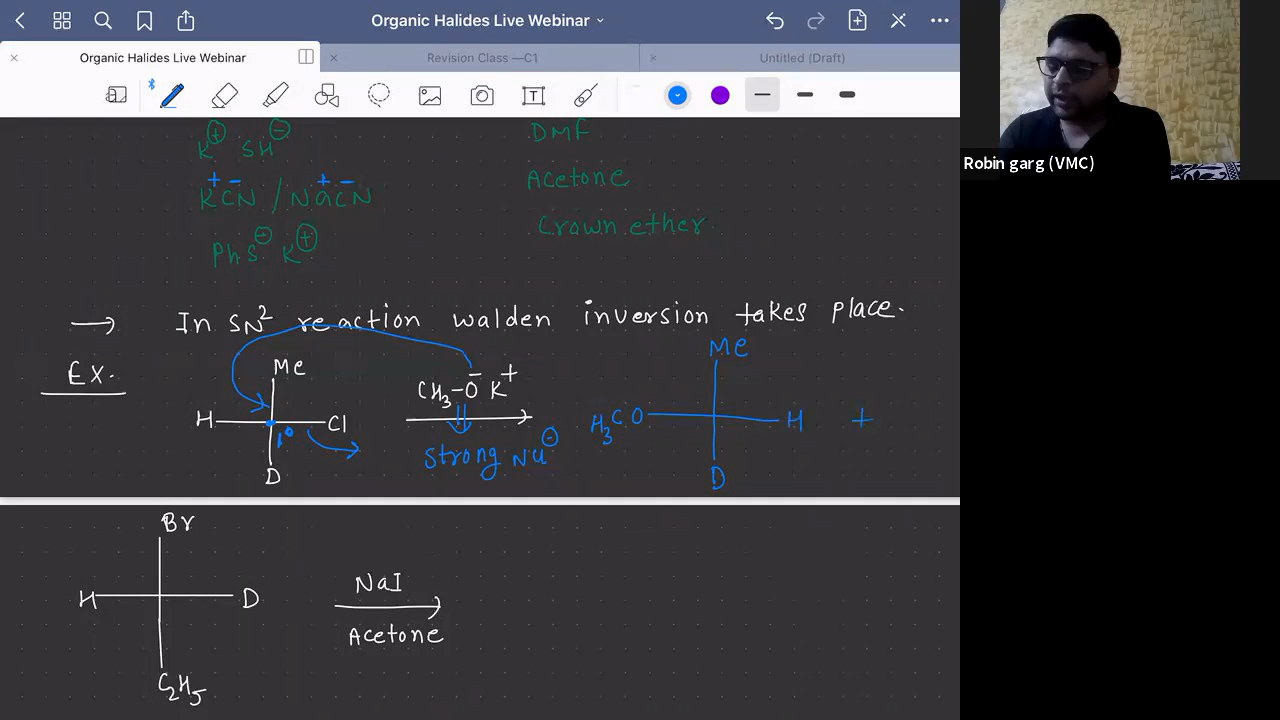 Organic Halides Live Webinar
Organic Halides Live Webinar
Revision Class —C1
Untitled (Draft)
Robin garg (VMC)
K⊕ SH⊖
DMF
K⁺CN⁻ / Na⁺CN⁻
Acetone
PhS⊖ K⊕
Crown ether
→ In SN² reaction walden inversion takes place.
EX.
Me
H Cl
1°
D
CH₃-O⁻ K⁺
Strong Nu⊖
Me
H₃CO H +
D
Br
H D
C₂H₅
NaI
Acetone